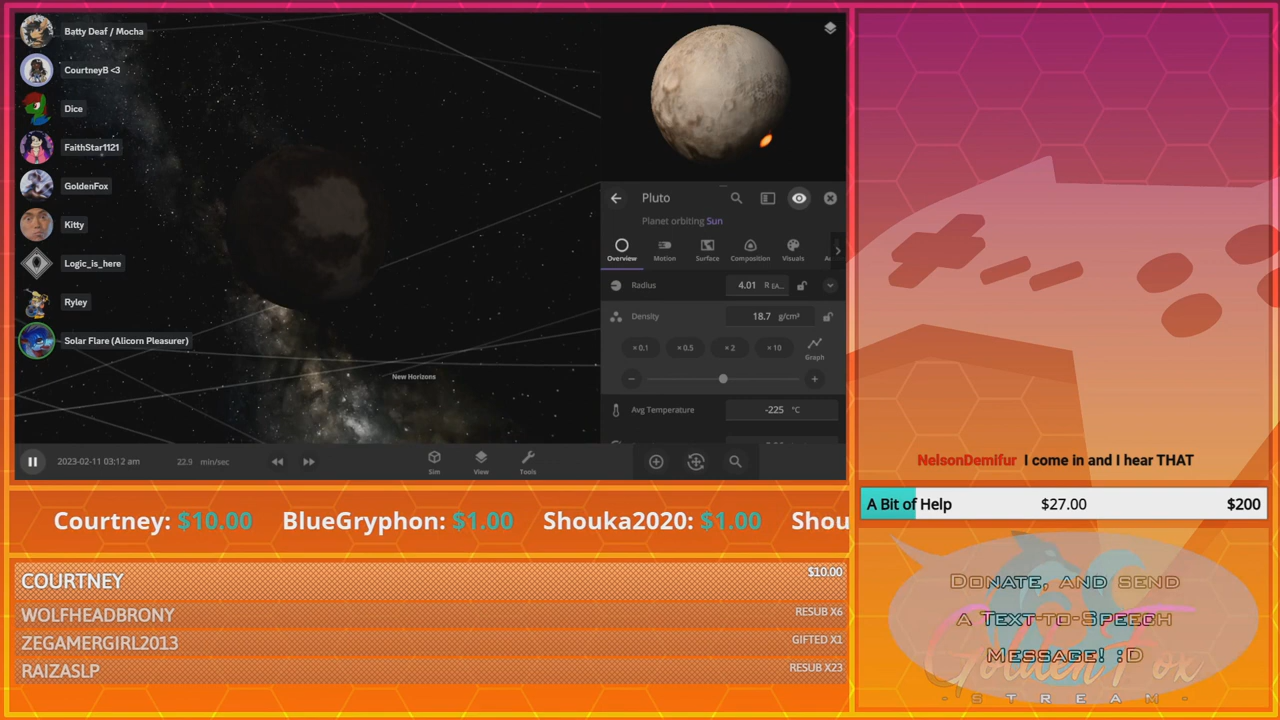 Batty Deaf / Mocha
CourtneyB <3
Dice
FaithStar1121
GoldenFox
Kitty
Logic_is_here
Ryley
Solar Flare (Alicorn Pleasurer)
New Horizons
Pluto
Planet orbiting Sun
Overview Motion Surface Composition Visuals
Radius 4.01 R EA...
Density 18.7 g/cm³
×0.1 ×0.5 ×2 ×10 Graph
Avg Temperature -225 °C
2023-02-11 03:12 am 22.9 min/sec
Sim View Tools
NelsonDemifur I come in and I hear THAT
A Bit of Help $27.00 $200
Courtney: $10.00 BlueGryphon: $1.00 Shouka2020: $1.00 Shou
COURTNEY $10.00
WOLFHEADBRONY RESUB X6
ZEGAMERGIRL2013 GIFTED X1
RAIZASLP RESUB X23
Donate, and send
a Text-to-Speech
Message! :D
GoldenFox
- S T R E A M -